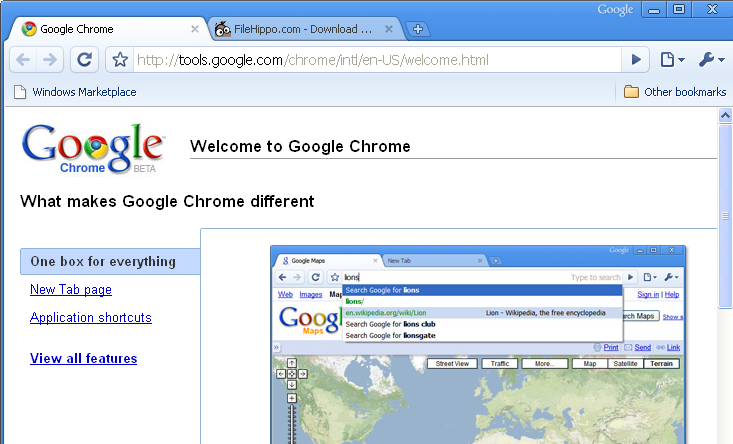 Google
Google Chrome
FileHippo.com - Download ...
http://tools.google.com/chrome/intl/en-US/welcome.html
Windows Marketplace
Other bookmarks
Google
Chrome BETA
Welcome to Google Chrome
What makes Google Chrome different
One box for everything
New Tab page
Application shortcuts
View all features
Google
Google Maps
New Tab
lions
Type to search
Search Google for lions
lions/
en.wikipedia.org/wiki/Lion
Lion - Wikipedia, the free encyclopedia
Search Google for lions club
Search Google for lionsgate
Web Images Ma
Sign in | Help
Goo
Maps
rch Maps
Show s
Print Send Link
Street View Traffic More... Map Satellite Terrain